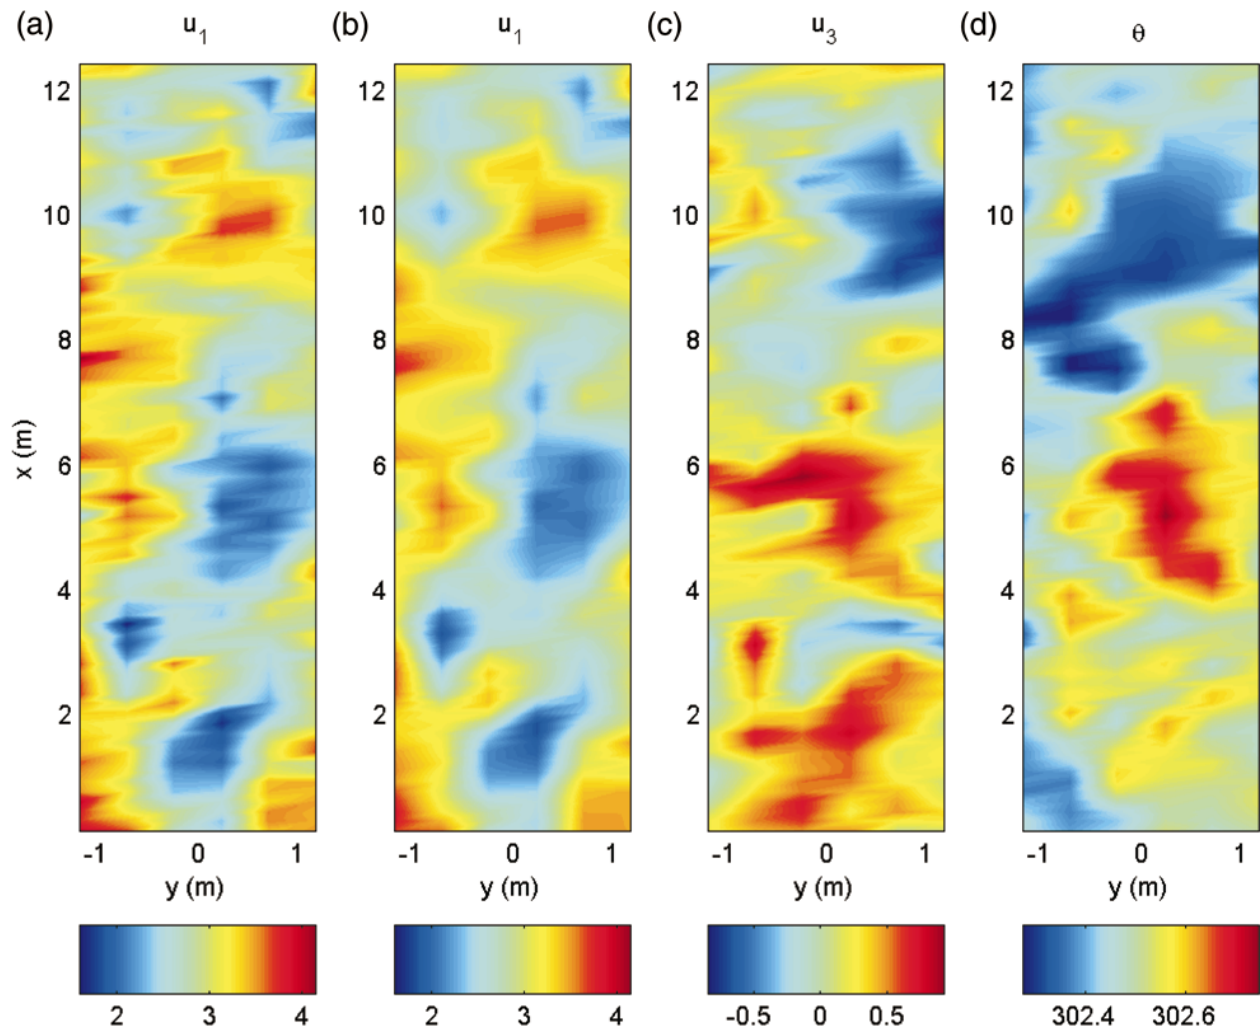 (a) u1 (b) u1 (c) u3 (d) θ
12 12 12 12
10 10 10 10
8 8 8 8
6 6 6 6
x (m)
4 4 4 4
2 2 2 2
-1 0 1 -1 0 1 -1 0 1 -1 0 1
y (m) y (m) y (m) y (m)
2 3 4 2 3 4 -0.5 0 0.5 302.4 302.6